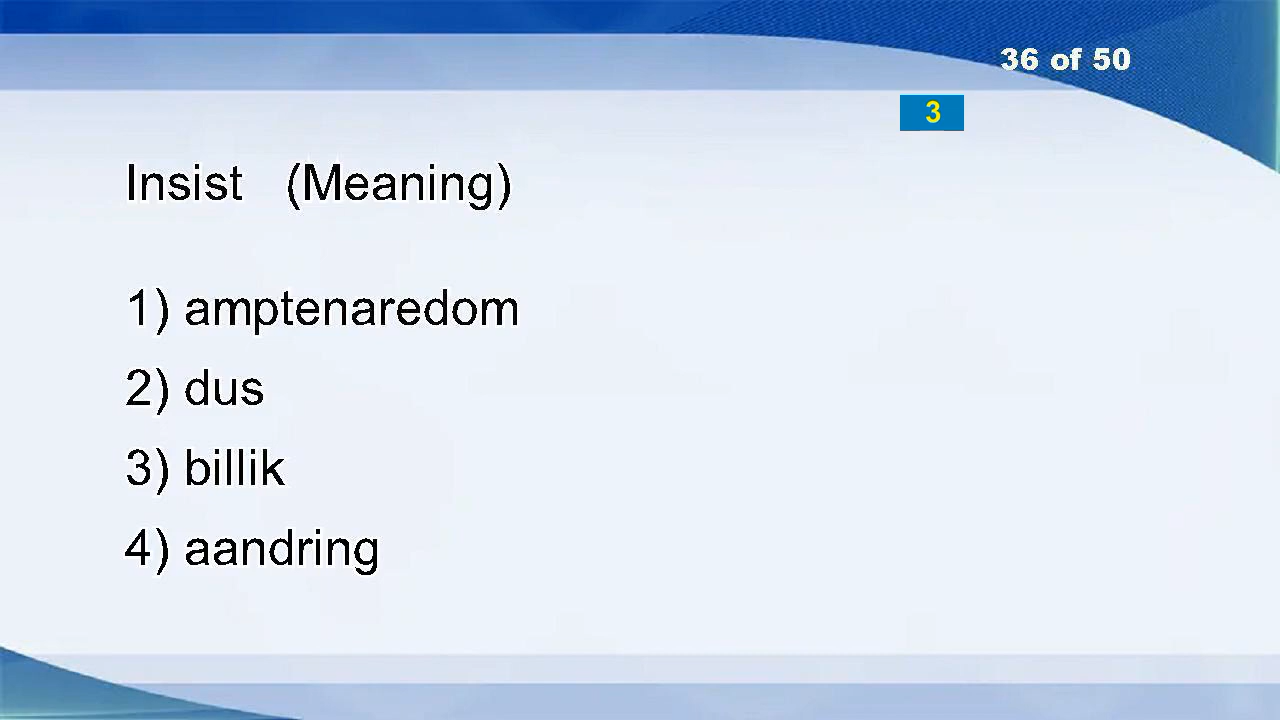 36 of 50
3
Insist (Meaning)
1) amptenaredom
2) dus
3) billik
4) aandring